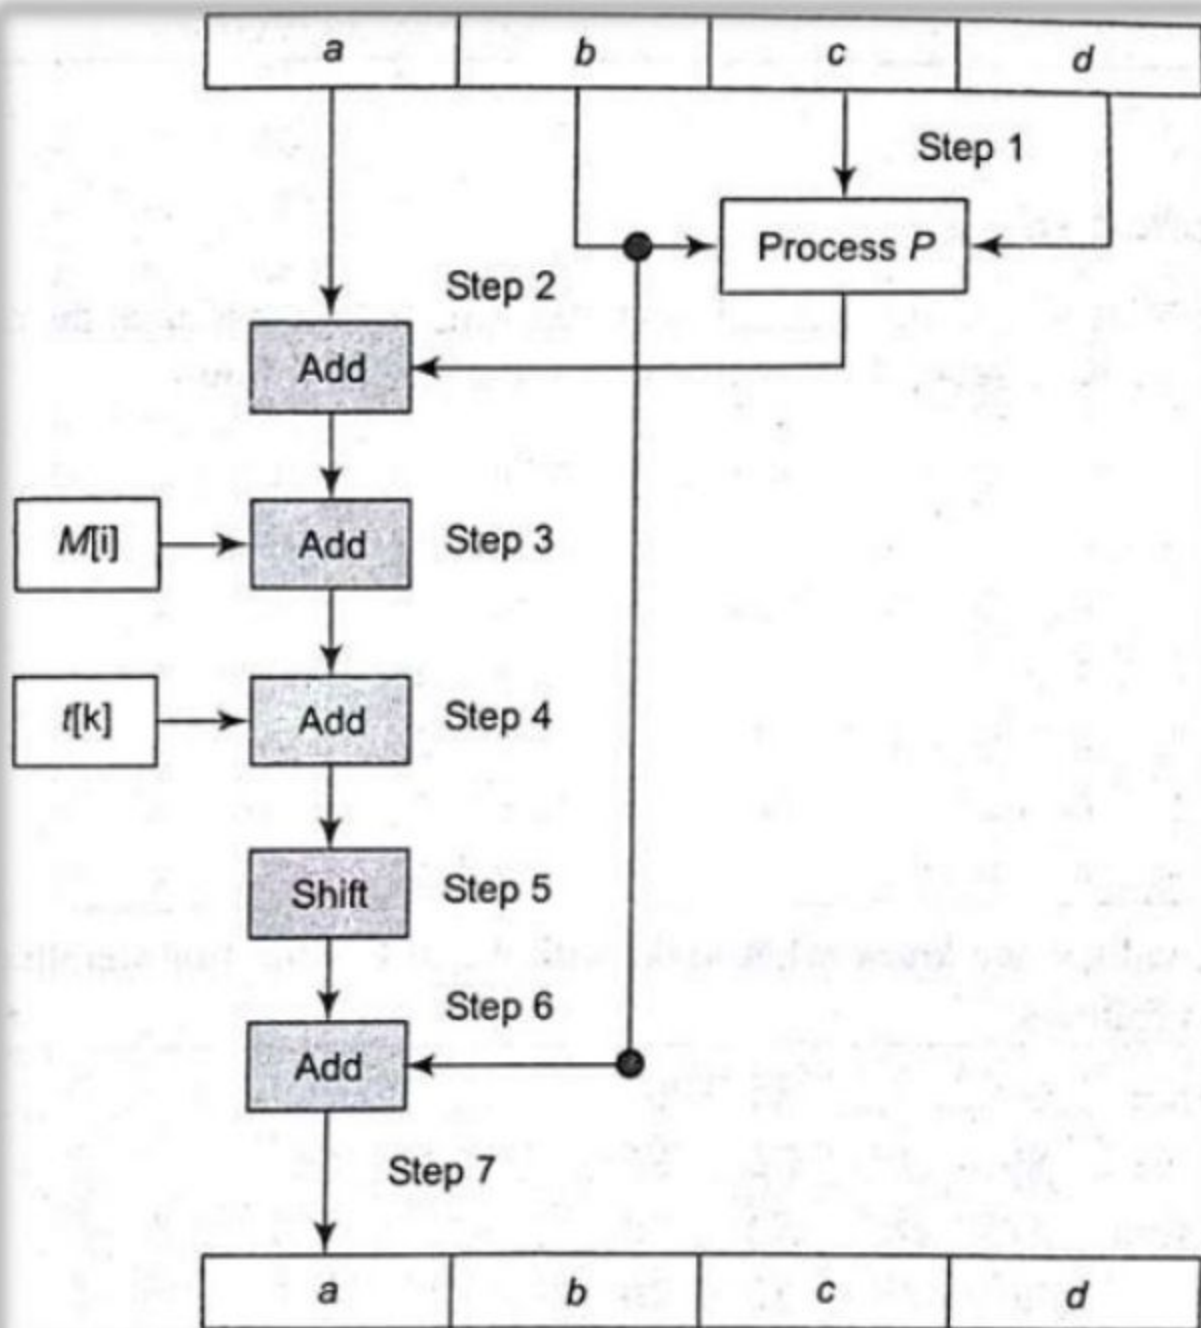 a b c d
Step 1
Process P
Step 2
Add
M[i] Add Step 3
t[k] Add Step 4
Shift Step 5
Step 6
Add
Step 7
a b c d